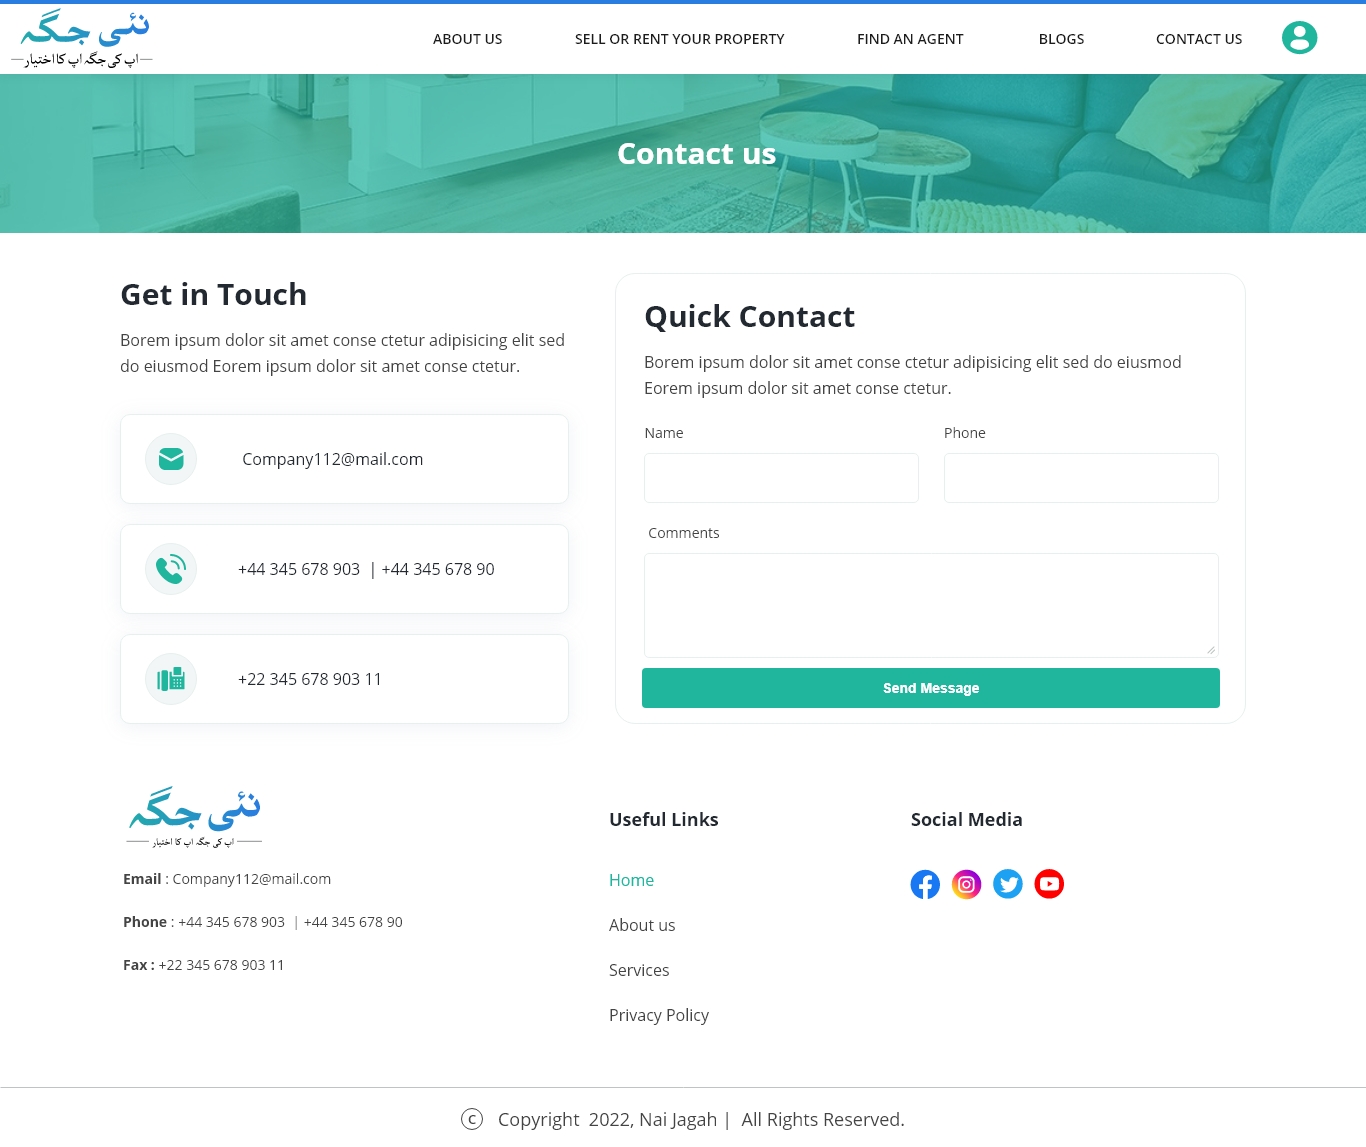 نئی جگہ
اپ کی جگہ اپ کا اختیار
ABOUT US
SELL OR RENT YOUR PROPERTY
FIND AN AGENT
BLOGS
CONTACT US
Contact us
Get in Touch
Borem ipsum dolor sit amet conse ctetur adipisicing elit sed
do eiusmod Eorem ipsum dolor sit amet conse ctetur.
Company112@mail.com
+44 345 678 903 | +44 345 678 90
+22 345 678 903 11
Quick Contact
Borem ipsum dolor sit amet conse ctetur adipisicing elit sed do eiusmod
Eorem ipsum dolor sit amet conse ctetur.
Name
Phone
Comments
Send Message
نئی جگہ
اپ کی جگہ اپ کا اختیار
Email : Company112@mail.com
Phone : +44 345 678 903 | +44 345 678 90
Fax : +22 345 678 903 11
Useful Links
Home
About us
Services
Privacy Policy
Social Media
© Copyright 2022, Nai Jagah | All Rights Reserved.